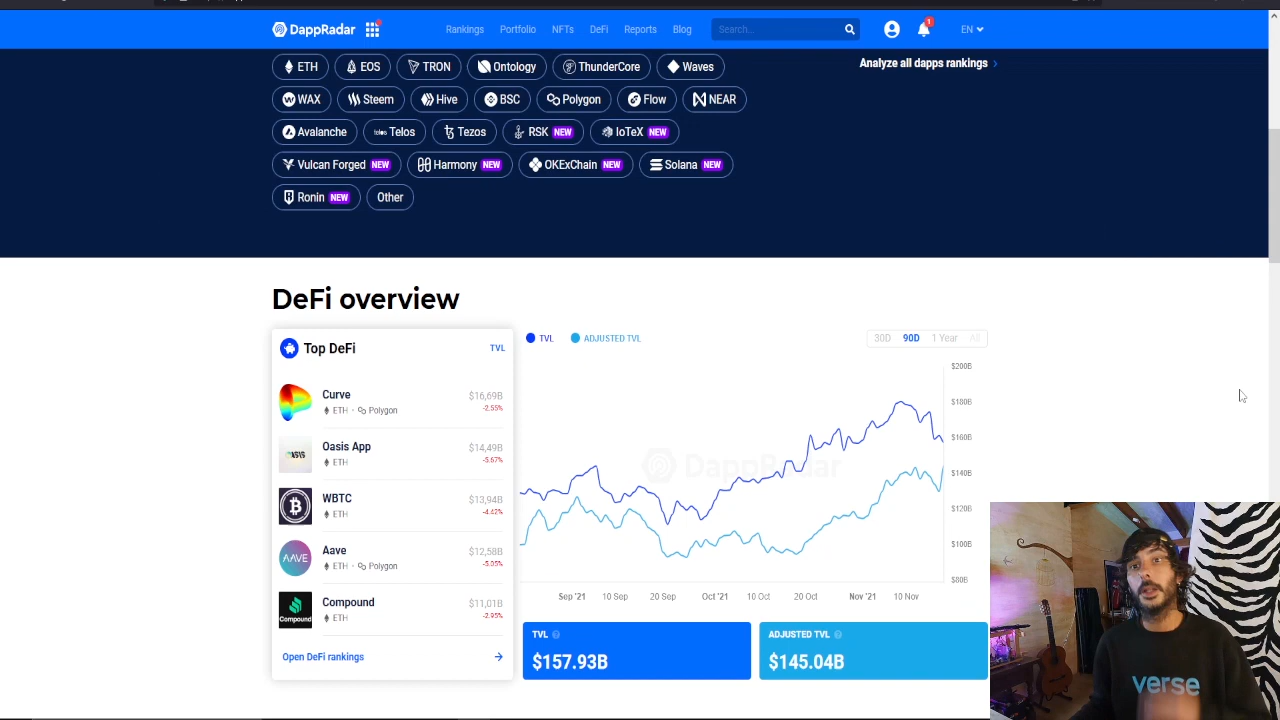 DappRadar
Rankings Portfolio NFTs DeFi Reports Blog Search... 1 EN
ETH EOS TRON Ontology ThunderCore Waves
Analyze all dapps rankings
WAX Steem Hive BSC Polygon Flow NEAR
Avalanche telos Telos Tezos RSK NEW IoTeX NEW
Vulcan Forged NEW Harmony NEW OKExChain NEW Solana NEW
Ronin NEW Other
DeFi overview
Top DeFi TVL
Curve $16,69B
ETH · Polygon -2.55%
Oasis App $14,49B
OASIS
ETH -5.67%
WBTC $13,94B
ETH -4.42%
Aave $12,58B
AAVE
ETH · Polygon -5.05%
Compound $11,01B
Compound
ETH -2.95%
Open DeFi rankings
TVL ADJUSTED TVL
30D 90D 1 Year All
$200B
$180B
$160B
$140B
$120B
$100B
$80B
DappRadar
Sep '21 10 Sep 20 Sep Oct '21 10 Oct 20 Oct Nov '21 10 Nov
TVL ?
$157.93B
ADJUSTED TVL ?
$145.04B
verse